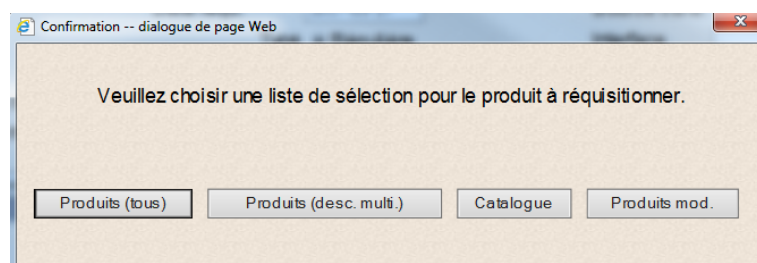 Confirmation -- dialogue de page Web
Veuillez choisir une liste de sélection pour le produit à réquisitionner.
Produits (tous) Produits (desc. multi.) Catalogue Produits mod.